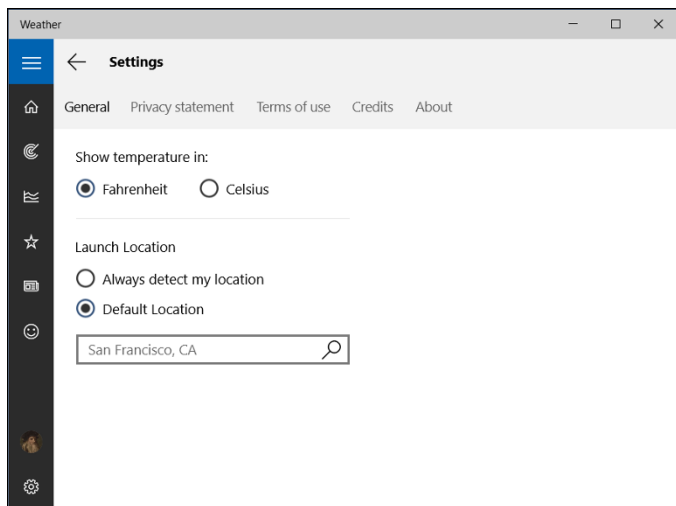 Weather
Settings
General Privacy statement Terms of use Credits About
Show temperature in:
Fahrenheit Celsius
Launch Location
Always detect my location
Default Location
San Francisco, CA